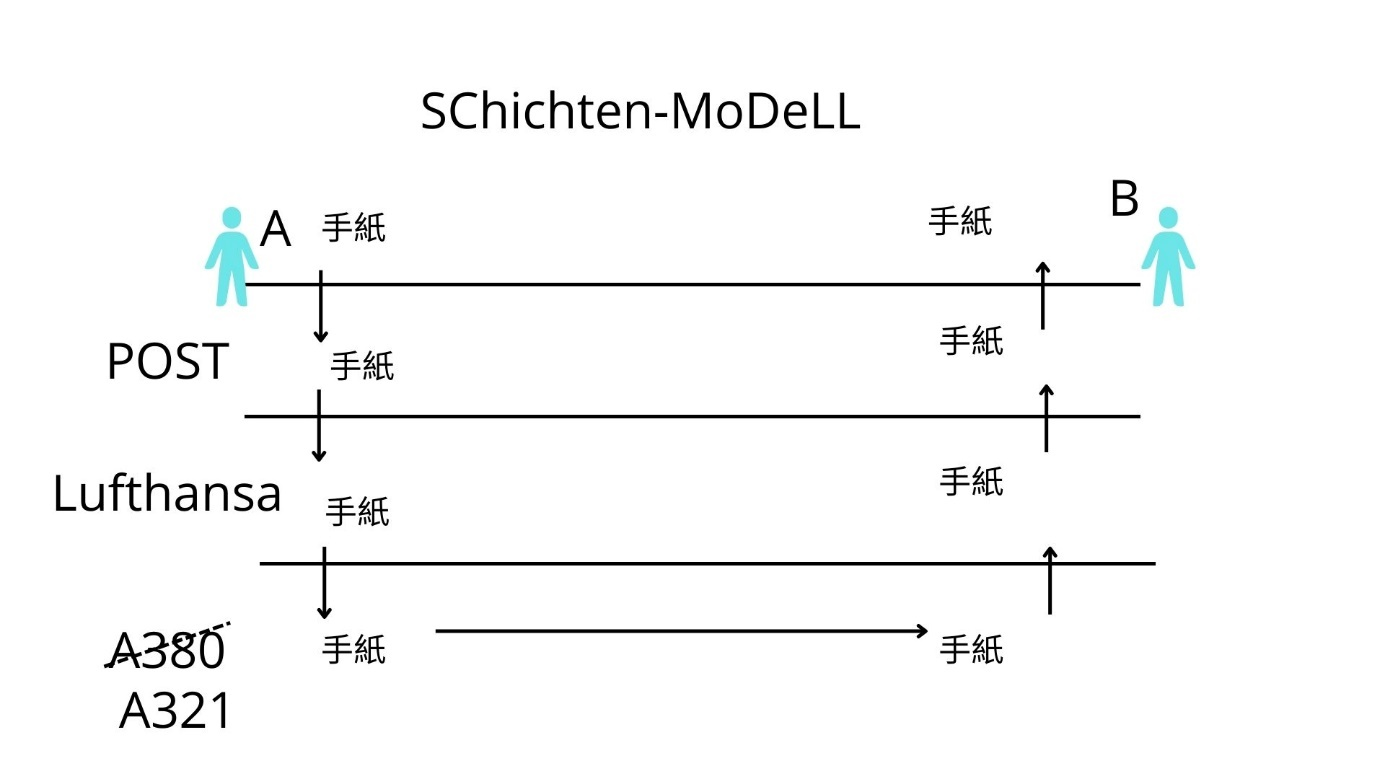 SChichten-MoDeLL
A 手紙 手紙 B
POST 手紙 手紙
Lufthansa 手紙 手紙
A380 手紙 手紙
A321